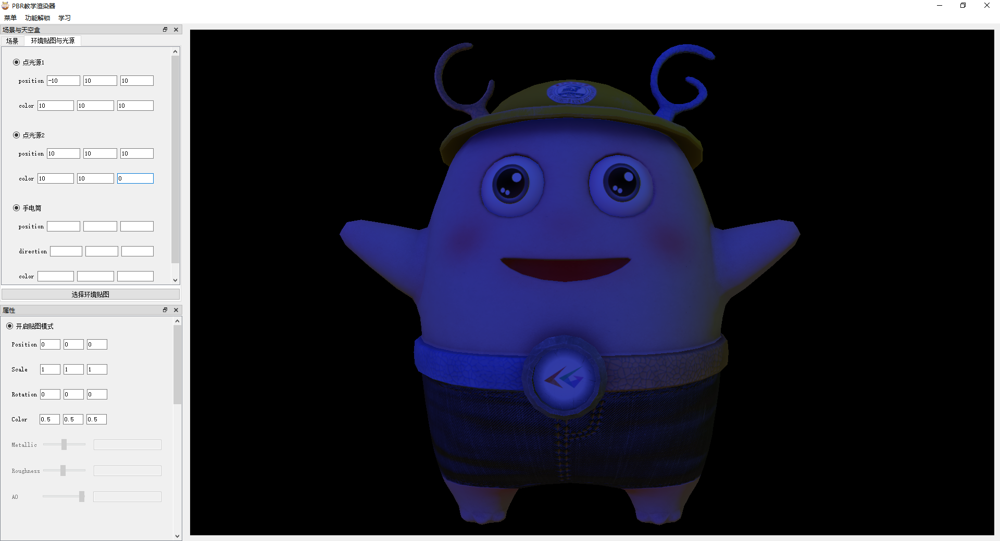 PBR教学渲染器
菜单 功能解锁 学习
场景与天空盒
场景 环境贴图与光源
点光源1
position -10 10 10
color 10 10 10
点光源2
position 10 10 10
color 10 10 0
手电筒
position
direction
color
选择环境贴图
属性
开启贴图模式
Position 0 0 0
Scale 1 1 1
Rotation 0 0 0
Color 0.5 0.5 0.5
Metallic
Roughness
AO